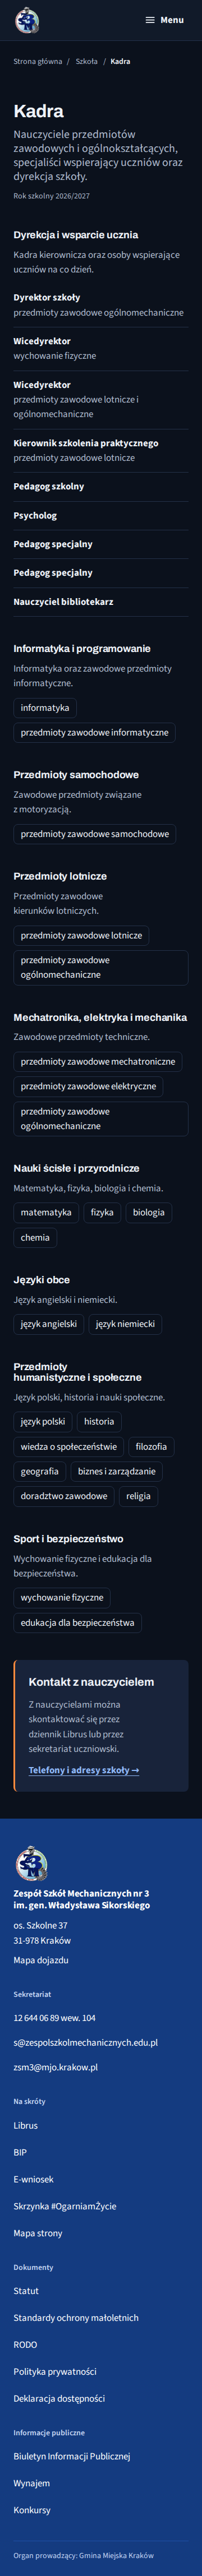 Menu
Strona główna / Szkoła / Kadra
Kadra
Nauczyciele przedmiotów
zawodowych i ogólnokształcących,
specjaliści wspierający uczniów oraz
dyrekcja szkoły.
Rok szkolny 2026/2027
Dyrekcja i wsparcie ucznia
Kadra kierownicza oraz osoby wspierające
uczniów na co dzień.
Dyrektor szkoły
przedmioty zawodowe ogólnomechaniczne
Wicedyrektor
wychowanie fizyczne
Wicedyrektor
przedmioty zawodowe lotnicze i
ogólnomechaniczne
Kierownik szkolenia praktycznego
przedmioty zawodowe lotnicze
Pedagog szkolny
Psycholog
Pedagog specjalny
Pedagog specjalny
Nauczyciel bibliotekarz
Informatyka i programowanie
Informatyka oraz zawodowe przedmioty
informatyczne.
informatyka
przedmioty zawodowe informatyczne
Przedmioty samochodowe
Zawodowe przedmioty związane
z motoryzacją.
przedmioty zawodowe samochodowe
Przedmioty lotnicze
Przedmioty zawodowe
kierunków lotniczych.
przedmioty zawodowe lotnicze
przedmioty zawodowe
ogólnomechaniczne
Mechatronika, elektryka i mechanika
Zawodowe przedmioty techniczne.
przedmioty zawodowe mechatroniczne
przedmioty zawodowe elektryczne
przedmioty zawodowe
ogólnomechaniczne
Nauki ścisłe i przyrodnicze
Matematyka, fizyka, biologia i chemia.
matematyka fizyka biologia
chemia
Języki obce
Język angielski i niemiecki.
język angielski język niemiecki
Przedmioty
humanistyczne i społeczne
Język polski, historia i nauki społeczne.
język polski historia
wiedza o społeczeństwie filozofia
geografia biznes i zarządzanie
doradztwo zawodowe religia
Sport i bezpieczeństwo
Wychowanie fizyczne i edukacja dla
bezpieczeństwa.
wychowanie fizyczne
edukacja dla bezpieczeństwa
Kontakt z nauczycielem
Z nauczycielami można
skontaktować się przez
dziennik Librus lub przez
sekretariat uczniowski.
Telefony i adresy szkoły →
Zespół Szkół Mechanicznych nr 3
im. gen. Władysława Sikorskiego
os. Szkolne 37
31-978 Kraków
Mapa dojazdu
Sekretariat
12 644 06 89 wew. 104
s@zespolszkolmechanicznych.edu.pl
zsm3@mjo.krakow.pl
Na skróty
Librus
BIP
E-wniosek
Skrzynka #OgarniamŻycie
Mapa strony
Dokumenty
Statut
Standardy ochrony małoletnich
RODO
Polityka prywatności
Deklaracja dostępności
Informacje publiczne
Biuletyn Informacji Publicznej
Wynajem
Konkursy
Organ prowadzący: Gmina Miejska Kraków